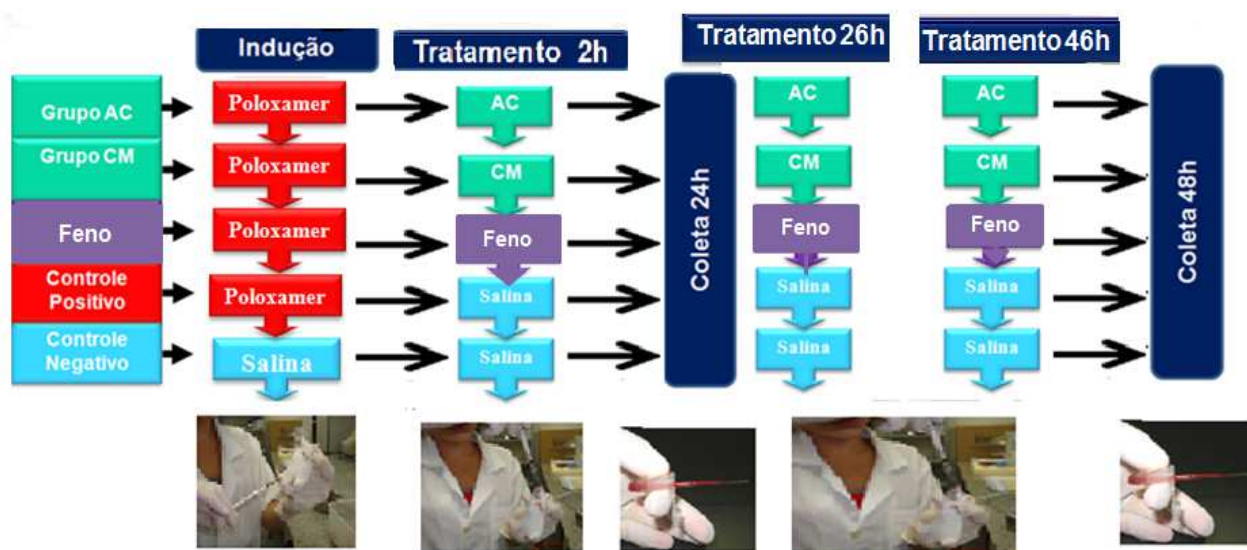 Indução
Tratamento 2h
Tratamento 26h
Tratamento 46h
Grupo AC
Poloxamer
AC
AC
AC
Grupo CM
Poloxamer
CM
CM
CM
Feno
Poloxamer
Feno
Feno
Feno
Controle
Positivo
Poloxamer
Salina
Salina
Salina
Controle
Negativo
Salina
Salina
Salina
Salina
Coleta 24h
Coleta 48h